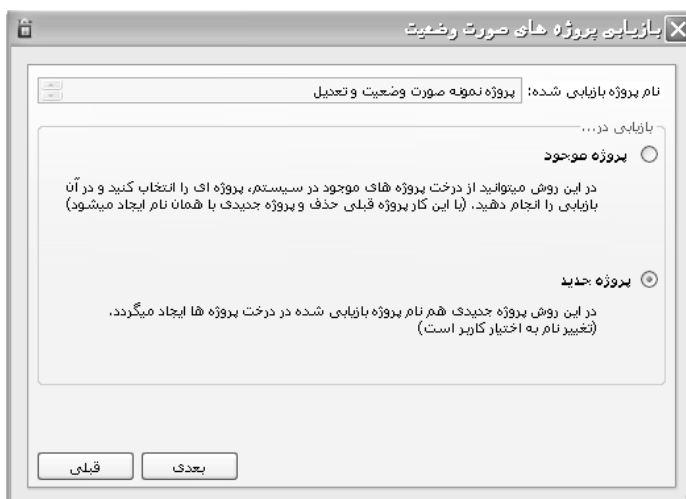 بازیابی پروژه های صورت وضعیت
نام پروژه بازیابی شده: پروژه نمونه صورت وضعیت و تعدیل
بازیابی در...
پروژه موجود
در این روش میتوانید از درخت پروژه های موجود در سیستم، پروژه ای را انتخاب کنید و در آن
بازیابی را انجام دهید. (با این کار پروژه قبلی حذف و پروژه جدیدی با همان نام ایجاد میشود)
پروژه جدید
در این روش پروژه جدیدی هم نام پروژه بازیابی شده در درخت پروژه ها ایجاد میگردد.
(تغییر نام به اختیار کاربر است)
بعدی قبلی